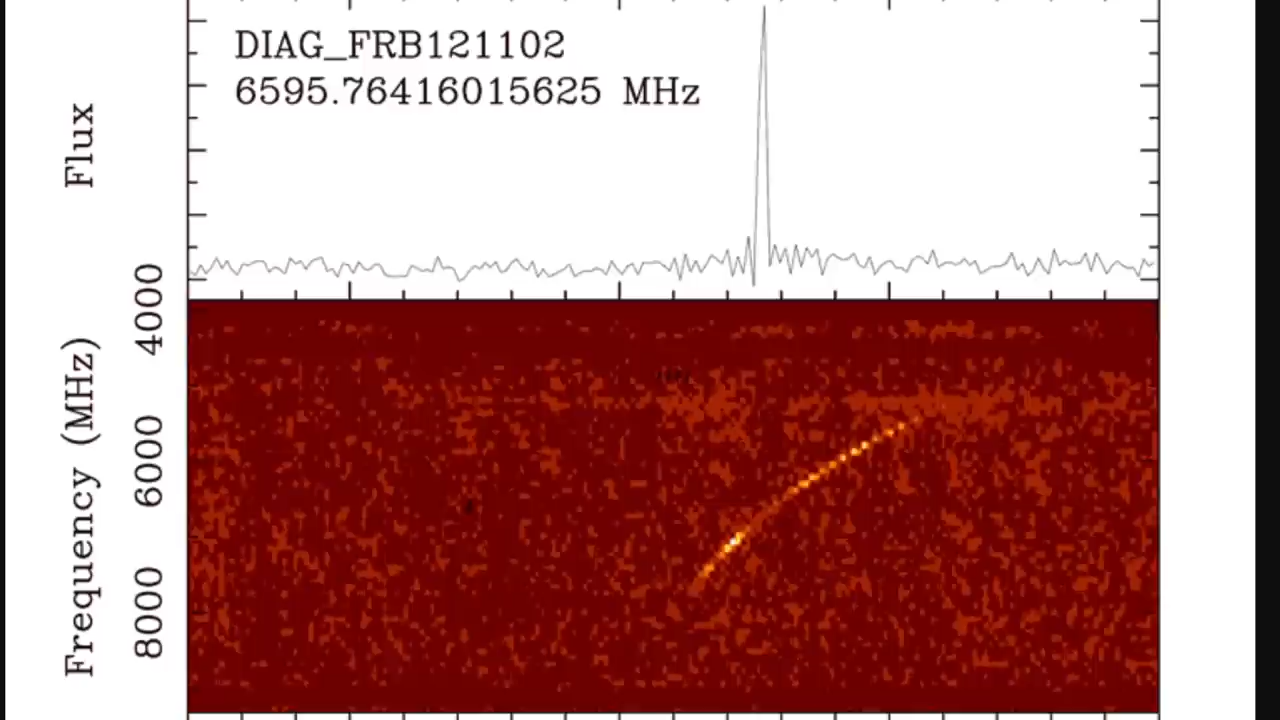 DIAG_FRB121102
6595.76416015625 MHz
Flux
Frequency (MHz)
4000
6000
8000